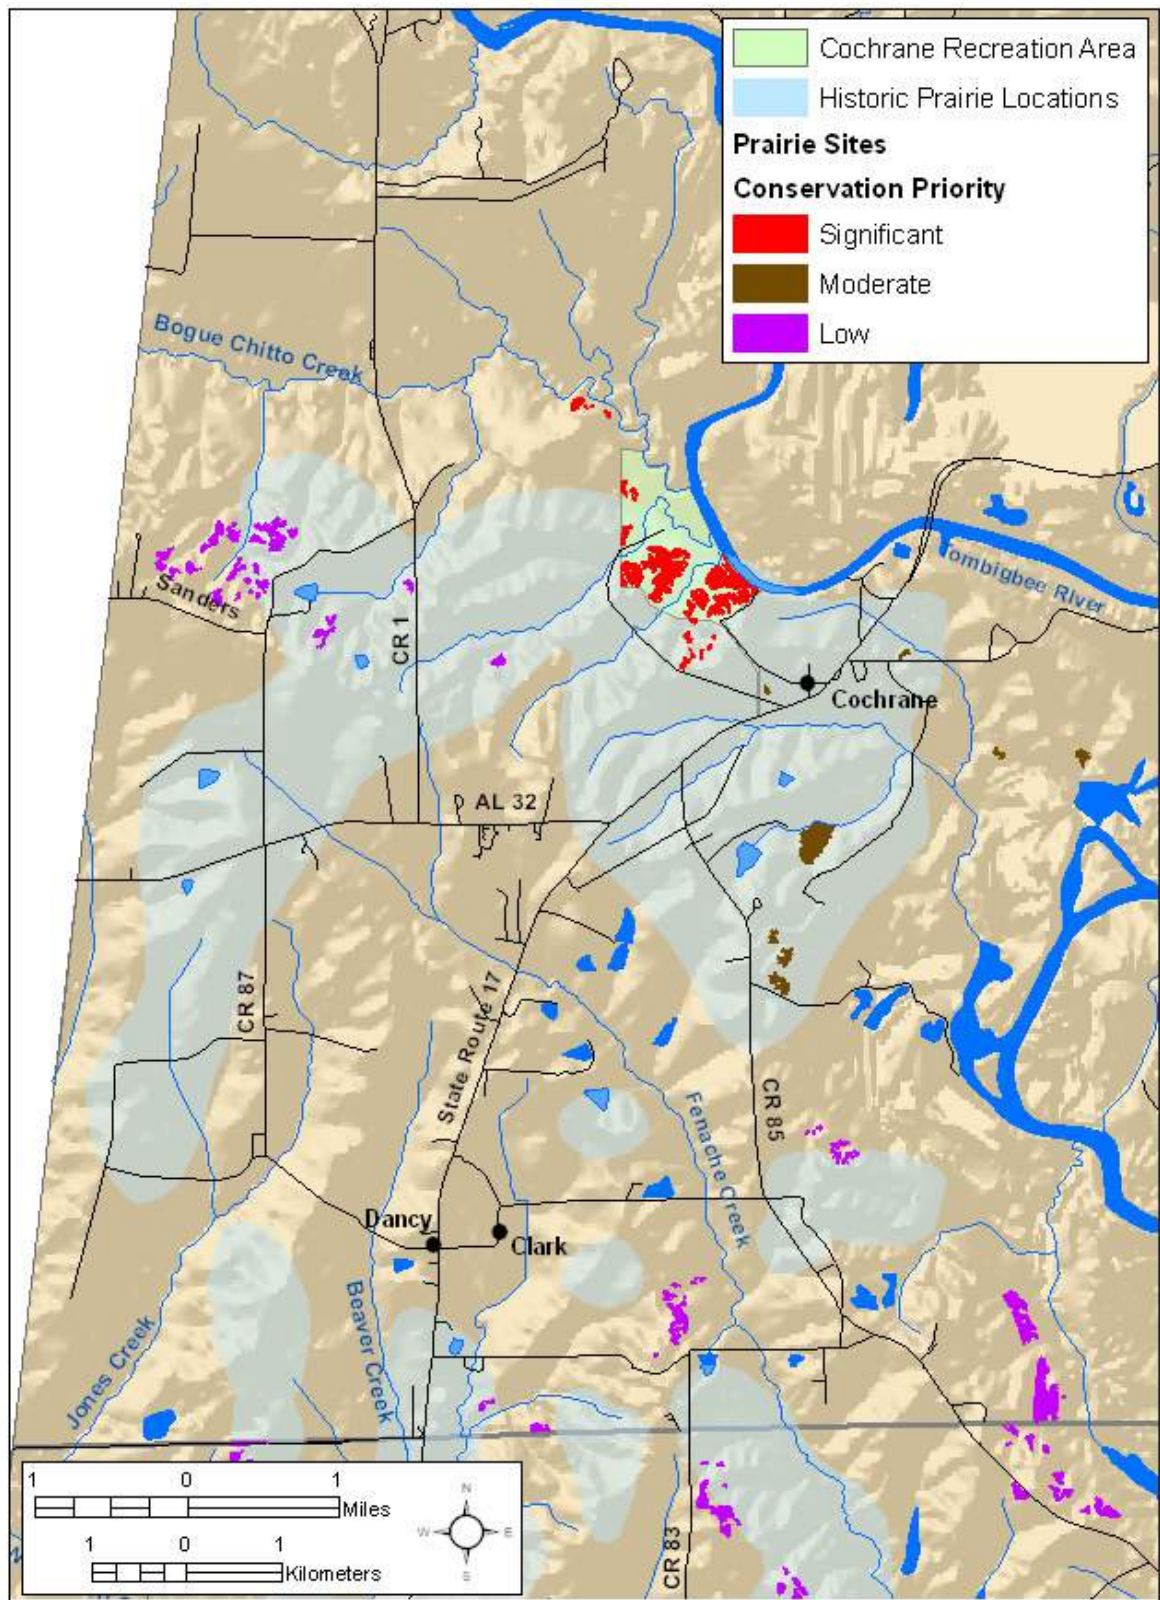 Cochrane Recreation Area
Historic Prairie Locations
Prairie Sites
Conservation Priority
Significant
Moderate
Low
Bogue Chitto Creek
Tombigbee River
Sanders
CR 1
Cochrane
AL 32
CR 87
State Route 17
CR 85
Fenache Creek
Dancy
Clark
Beaver Creek
Jones Creek
CR 83
1 0 1
Miles
1 0 1
Kilometers
N
W E
S